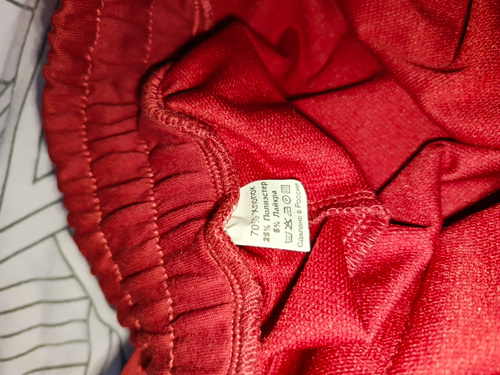 70% Хлопок
25% Полиэстер
5% Лайкра
Сделано в России